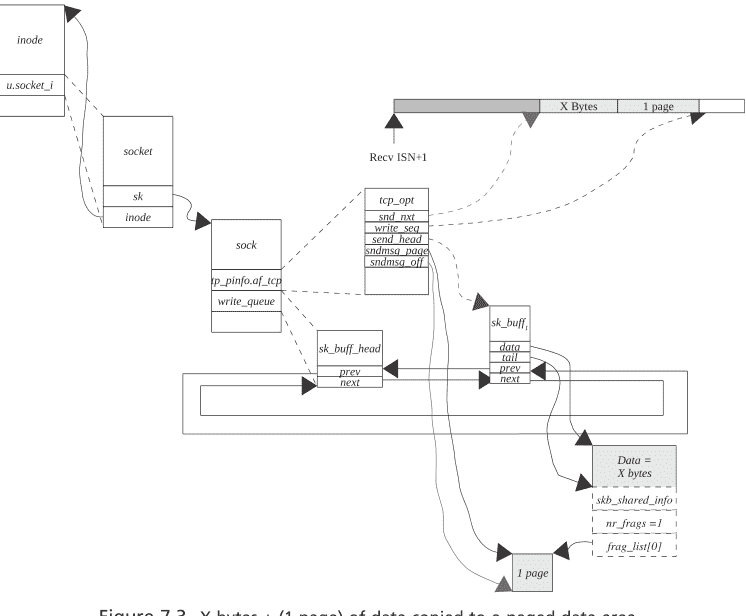 inode
u.socket_i
socket
sk
inode
sock
tp_pinfo.af_tcp
write_queue
X Bytes
1 page
Recv ISN+1
tcp_opt
snd_nxt
write_seq
send_head
sndmsg_page
sndmsg_off
sk_buff_head
prev
next
sk_buff1
data
tail
prev
next
Data =
X bytes
skb_shared_info
nr_frags =1
frag_list[0]
1 page
Figure 7.3 X bytes + (1 page) of data copied to a paged data area